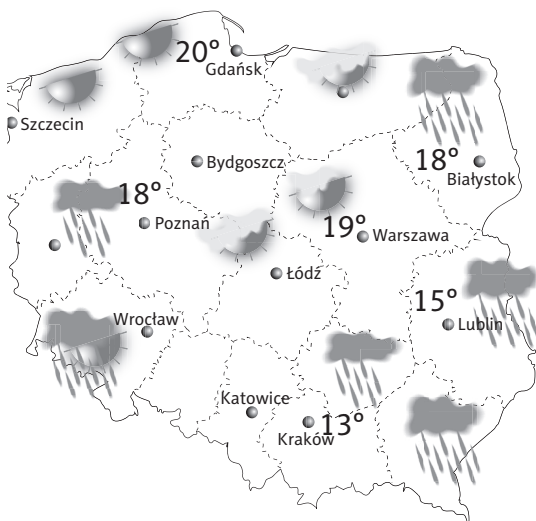 20°
Gdańsk
Szczecin
Bydgoszcz
18°
Białystok
18°
Poznań
19°
Warszawa
Łódź
15°
Lublin
Wrocław
Katowice
13°
Kraków